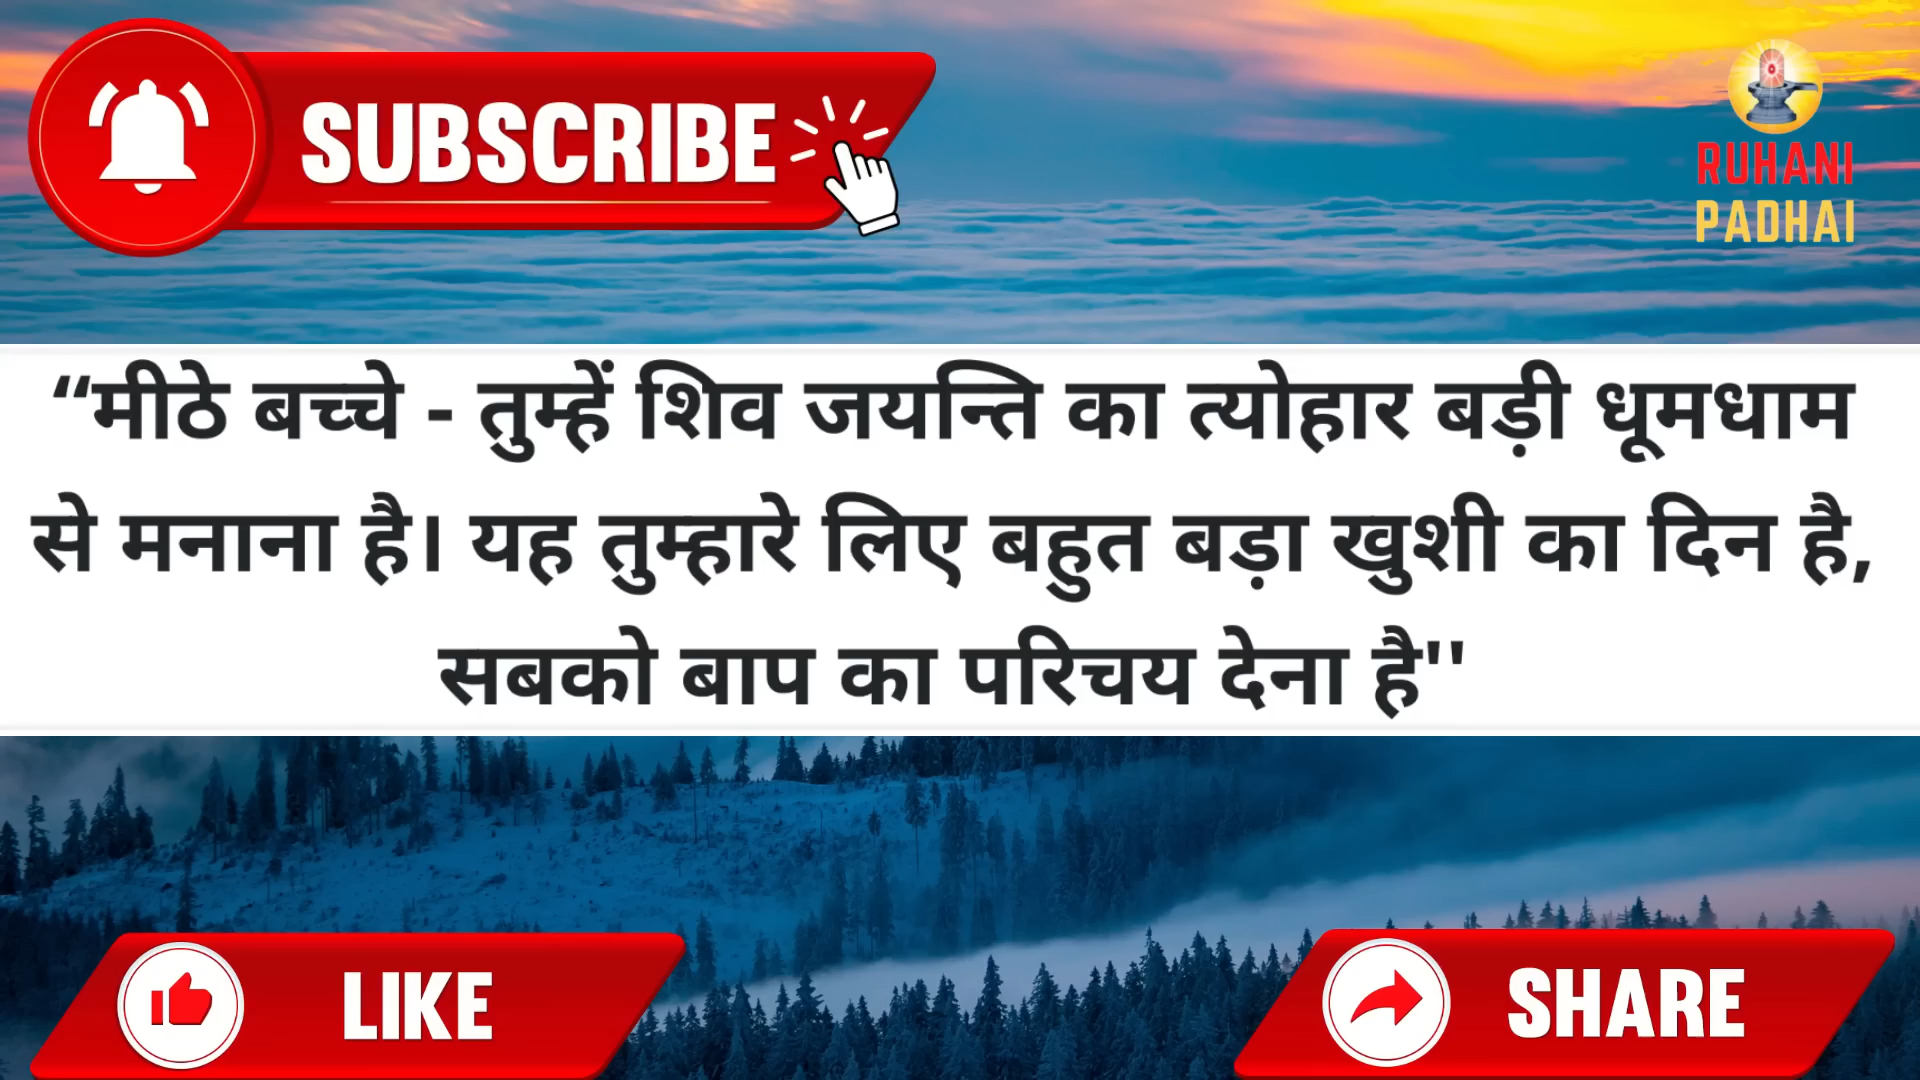 SUBSCRIBE
RUHANI
PADHAI
“मीठे बच्चे - तुम्हें शिव जयन्ति का त्योहार बड़ी धूमधाम
से मनाना है। यह तुम्हारे लिए बहुत बड़ा खुशी का दिन है,
सबको बाप का परिचय देना है''
LIKE
SHARE